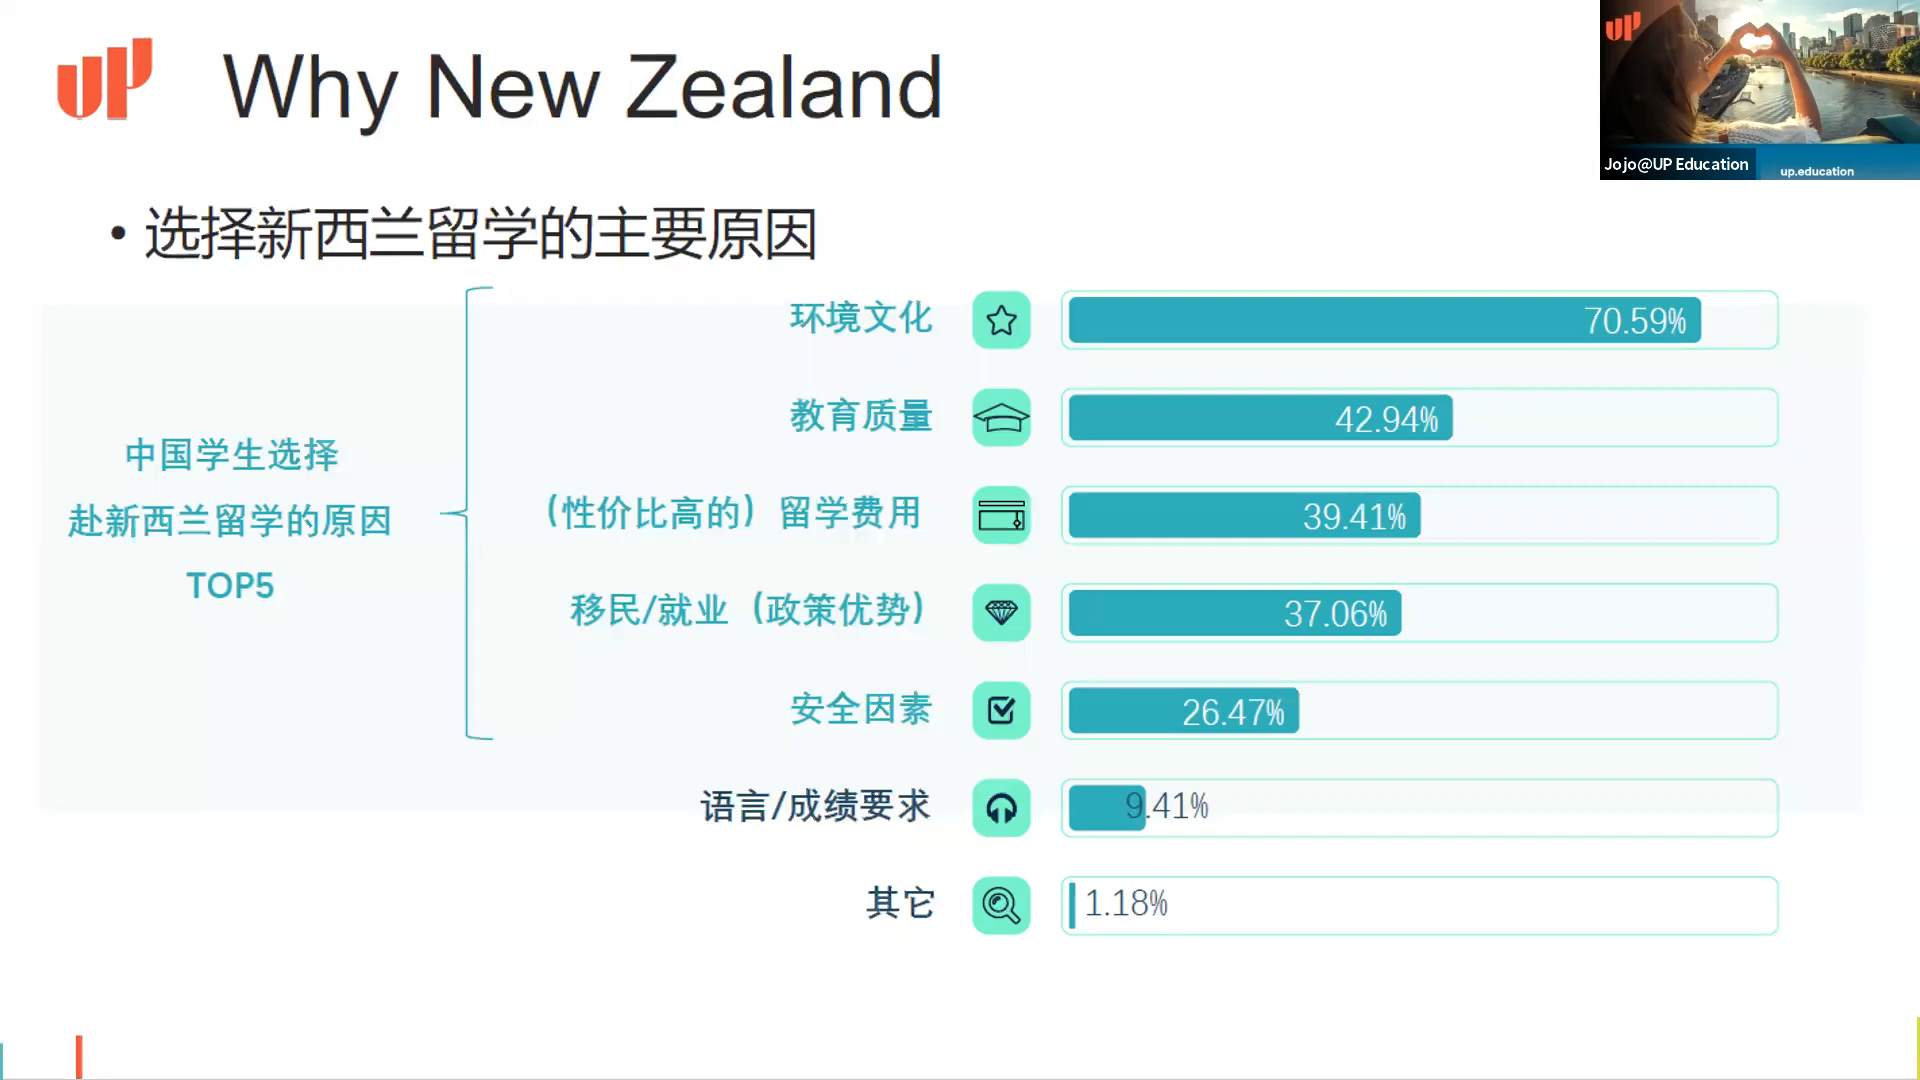 UP
Why New Zealand
UP
Jojo@UP Education
up.education
• 选择新西兰留学的主要原因
中国学生选择
赴新西兰留学的原因
TOP5
环境文化 70.59%
教育质量 42.94%
（性价比高的）留学费用 39.41%
移民/就业（政策优势） 37.06%
安全因素 26.47%
语言/成绩要求 9.41%
其它 1.18%